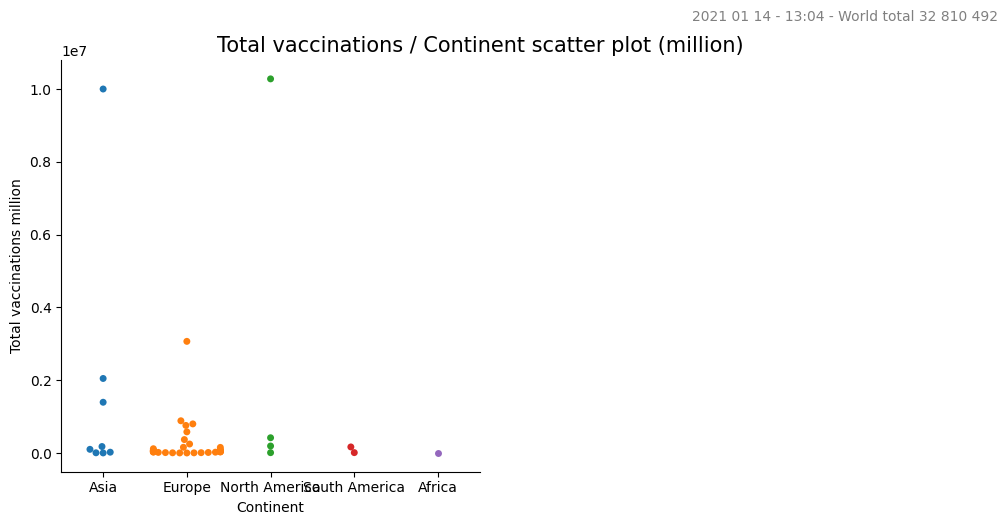 2021 01 14 - 13:04 - World total 32 810 492
Total vaccinations / Continent scatter plot (million)
1e7
1.0
0.8
0.6
0.4
0.2
0.0
Total vaccinations million
Asia Europe North America South America Africa
Continent